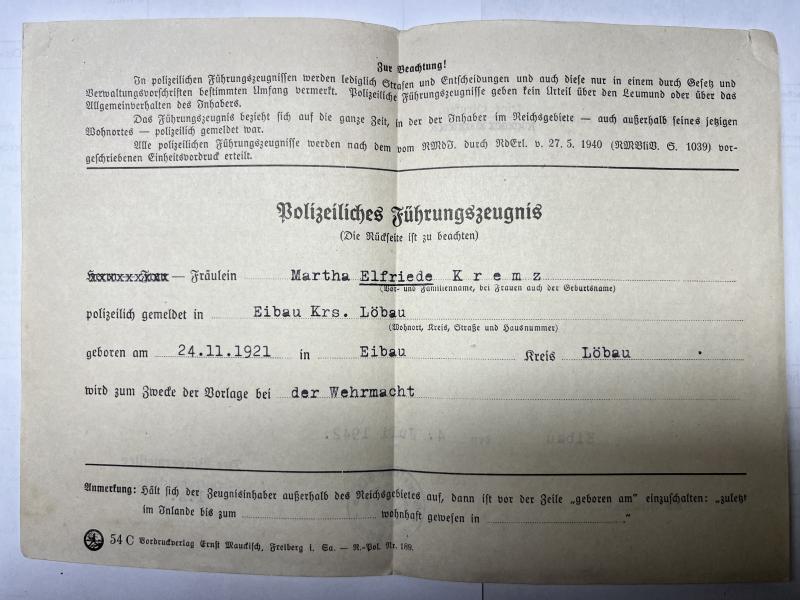 Zur Beachtung!
In polizeilichen Führungszeugnissen werden lediglich Strafen und Entscheidungen und auch diese nur in einem durch Gesetz und
Verwaltungsvorschriften bestimmten Umfang vermerkt. Polizeiliche Führungszeugnisse geben kein Urteil über den Leumund oder über das
Allgemeinverhalten des Inhabers.
Das Führungszeugnis bezieht sich auf die ganze Zeit, in der der Inhaber im Reichsgebiete — auch außerhalb seines jetzigen
Wohnortes — polizeilich gemeldet war.
Alle polizeilichen Führungszeugnisse werden nach dem vom RMdI. durch RdErl. v. 27. 5. 1940 (RMBliV. S. 1039) vor-
geschriebenen Einheitsvordruck erteilt.
Polizeiliches Führungszeugnis
(Die Rückseite ist zu beachten)
— Fräulein Martha Elfriede Kremz
(Vor- und Familienname, bei Frauen auch der Geburtsname)
polizeilich gemeldet in Eibau Krs. Löbau
(Wohnort, Kreis, Straße und Hausnummer)
geboren am 24.11.1921 in Eibau Kreis Löbau
wird zum Zwecke der Vorlage bei der Wehrmacht
Eibau den 4. Juli 1942.
Anmerkung: Hält sich der Zeugnisinhaber außerhalb des Reichsgebietes auf, dann ist vor der Zeile „geboren am" einzuschalten: „zuletzt
im Inlande bis zum wohnhaft gewesen in ."
54 C Vordruckverlag Ernst Mauckisch, Freiberg i. Sa. — R.-Pol. Nr. 189.